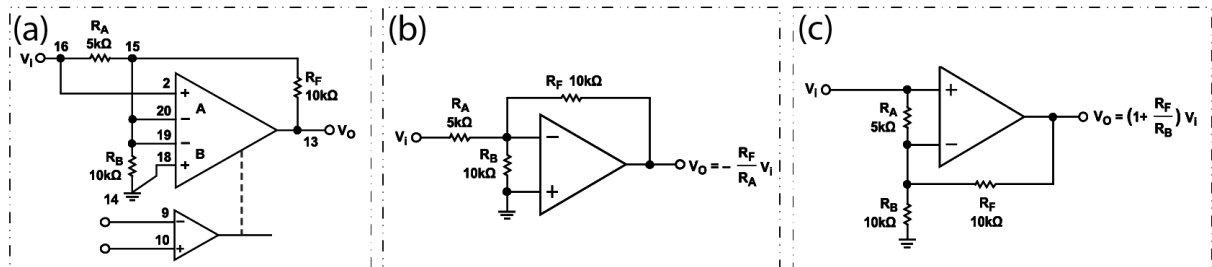 (a)
RA
5kΩ
16
15
Vi
RF
10kΩ
2
+
A
20
−
19
−
B
18
+
RB
10kΩ
14
13
VO
9
−
10
+
(b)
RF 10kΩ
RA
5kΩ
Vi
−
RB
10kΩ
+
VO = − RF/RA Vi
(c)
Vi
+
RA
5kΩ
−
VO = (1+ RF/RB) Vi
RF
10kΩ
RB
10kΩ